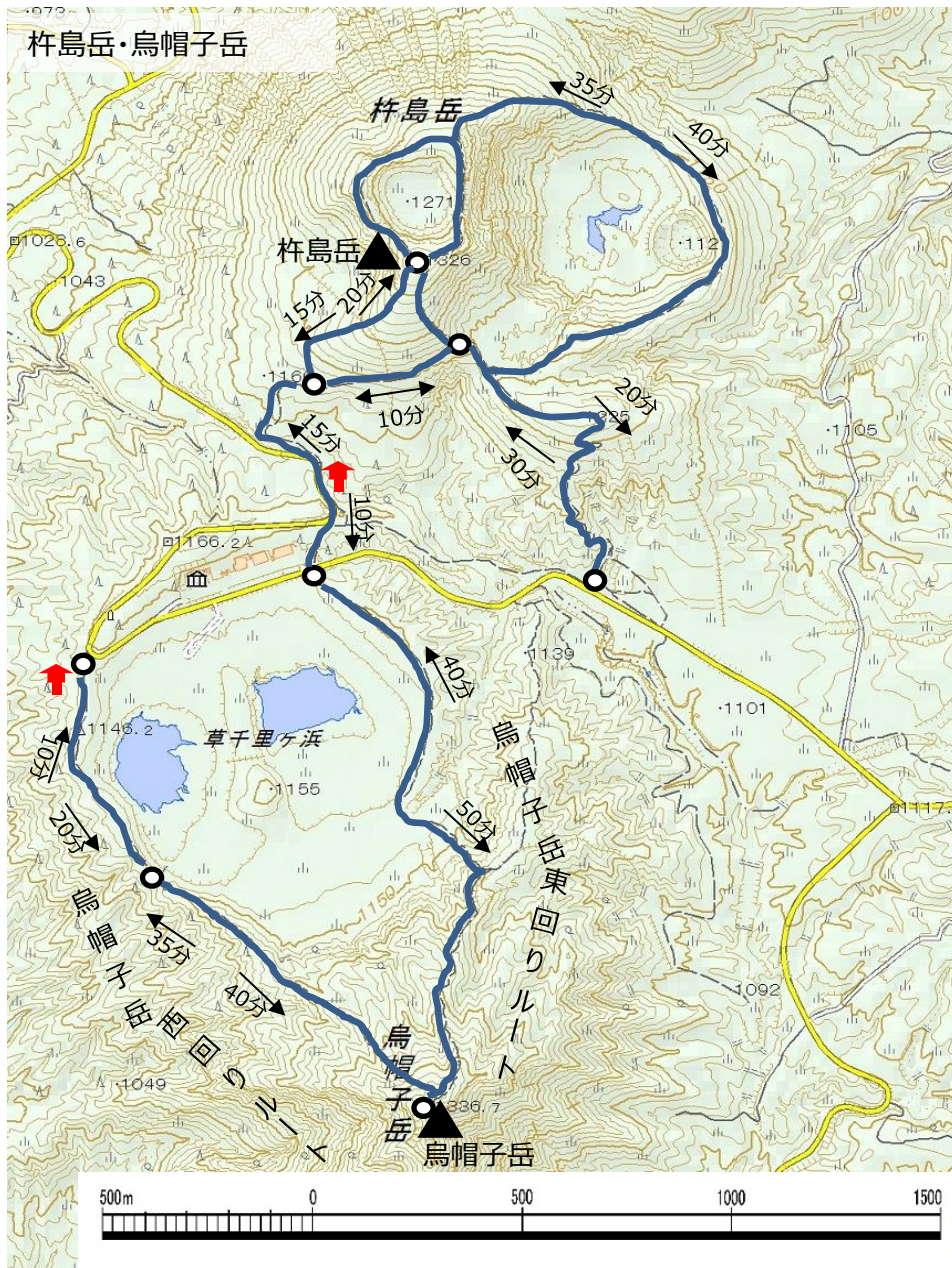 ・973
杵島岳・烏帽子岳
35分
杵島岳
40分
・1271
・112
1028.6
杵島岳
1326
・1043
20分
15分
・116
20分
10分
・1105
15分
30分
10分
1166.2
40分
・1139
・1101
1146.2
草千里ヶ浜
10分
・1155
烏帽子岳東回りルート
50分
1117.
20分
1150
烏帽子岳西回りルート
35分
40分
1092
・1049
烏帽子岳
336.7
烏帽子岳
500m 0 500 1000 1500